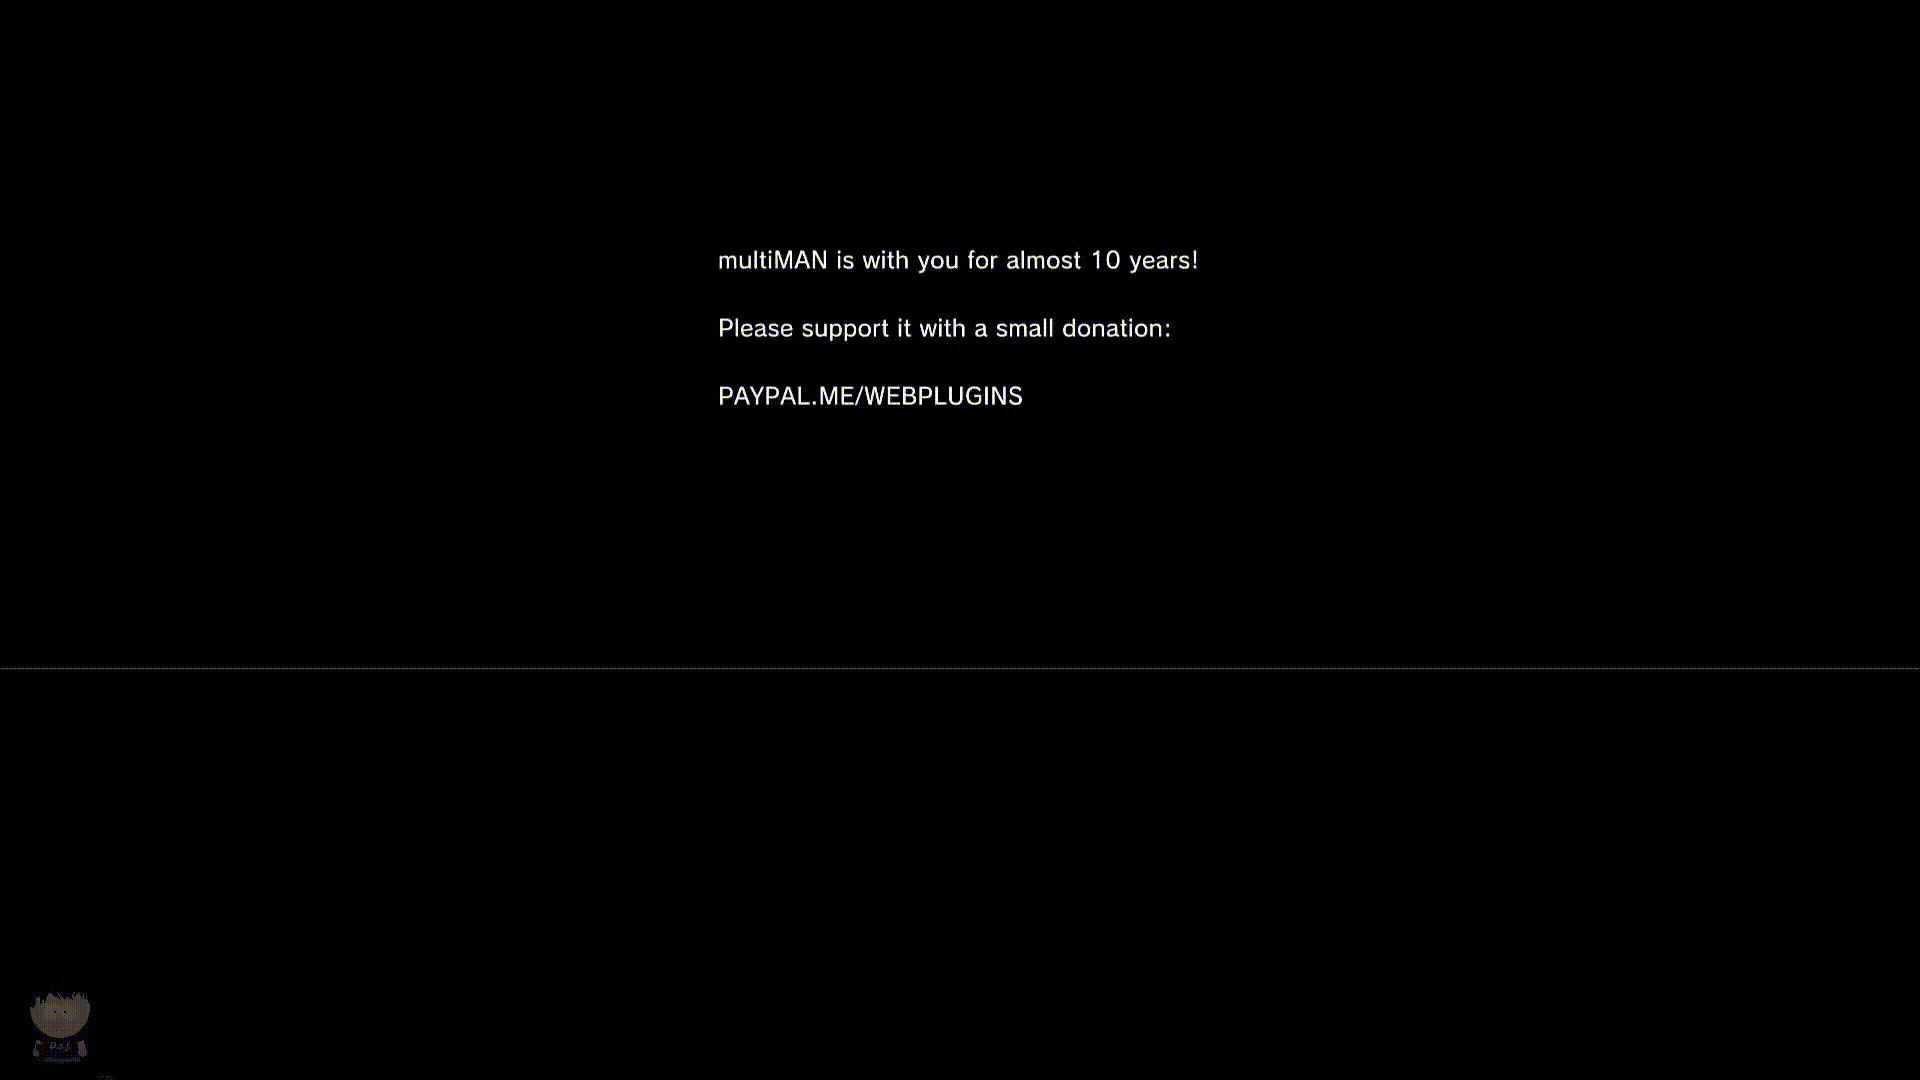 multiMAN is with you for almost 10 years!
Please support it with a small donation:
PAYPAL.ME/WEBPLUGINS
D.s.j.